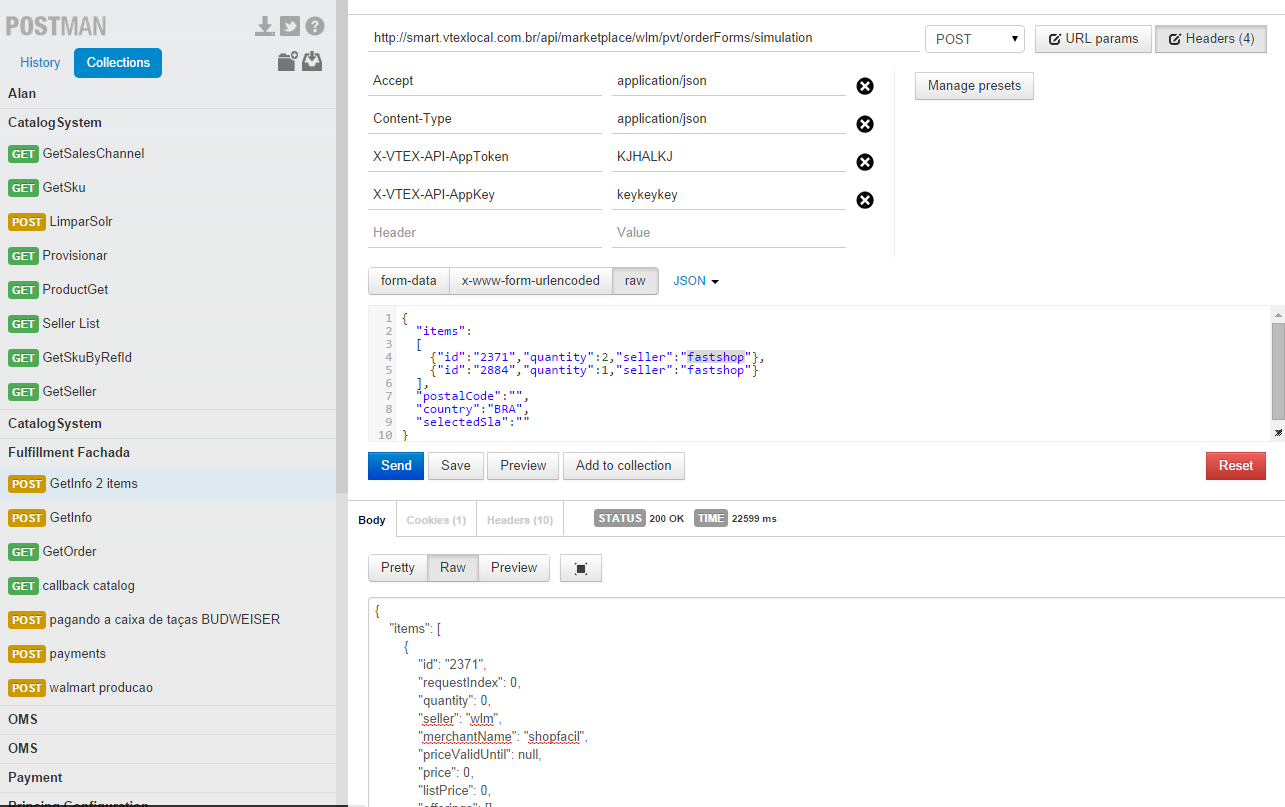 POSTMAN
History Collections
Alan
CatalogSystem
GET GetSalesChannel
GET GetSku
POST LimparSolr
GET Provisionar
GET ProductGet
GET Seller List
GET GetSkuByRefId
GET GetSeller
CatalogSystem
Fulfillment Fachada
POST GetInfo 2 items
POST GetInfo
GET GetOrder
GET callback catalog
POST pagando a caixa de taças BUDWEISER
POST payments
POST walmart producao
OMS
OMS
Payment
Princing Configuration
http://smart.vtexlocal.com.br/api/marketplace/wlm/pvt/orderForms/simulation POST URL params Headers (4)
Accept application/json Manage presets
Content-Type application/json
X-VTEX-API-AppToken KJHALKJ
X-VTEX-API-AppKey keykeykey
Header Value
form-data x-www-form-urlencoded raw JSON
1 {
2 "items":
3 [
4 {"id":"2371","quantity":2,"seller":"fastshop"},
5 {"id":"2884","quantity":1,"seller":"fastshop"}
6 ],
7 "postalCode":"",
8 "country":"BRA",
9 "selectedSla":""
10 }
Send Save Preview Add to collection Reset
Body Cookies (1) Headers (10) STATUS 200 OK TIME 22599 ms
Pretty Raw Preview
{
"items": [
{
"id": "2371",
"requestIndex": 0,
"quantity": 0,
"seller": "wlm",
"merchantName": "shopfacil",
"priceValidUntil": null,
"price": 0,
"listPrice": 0,
"offerings": []